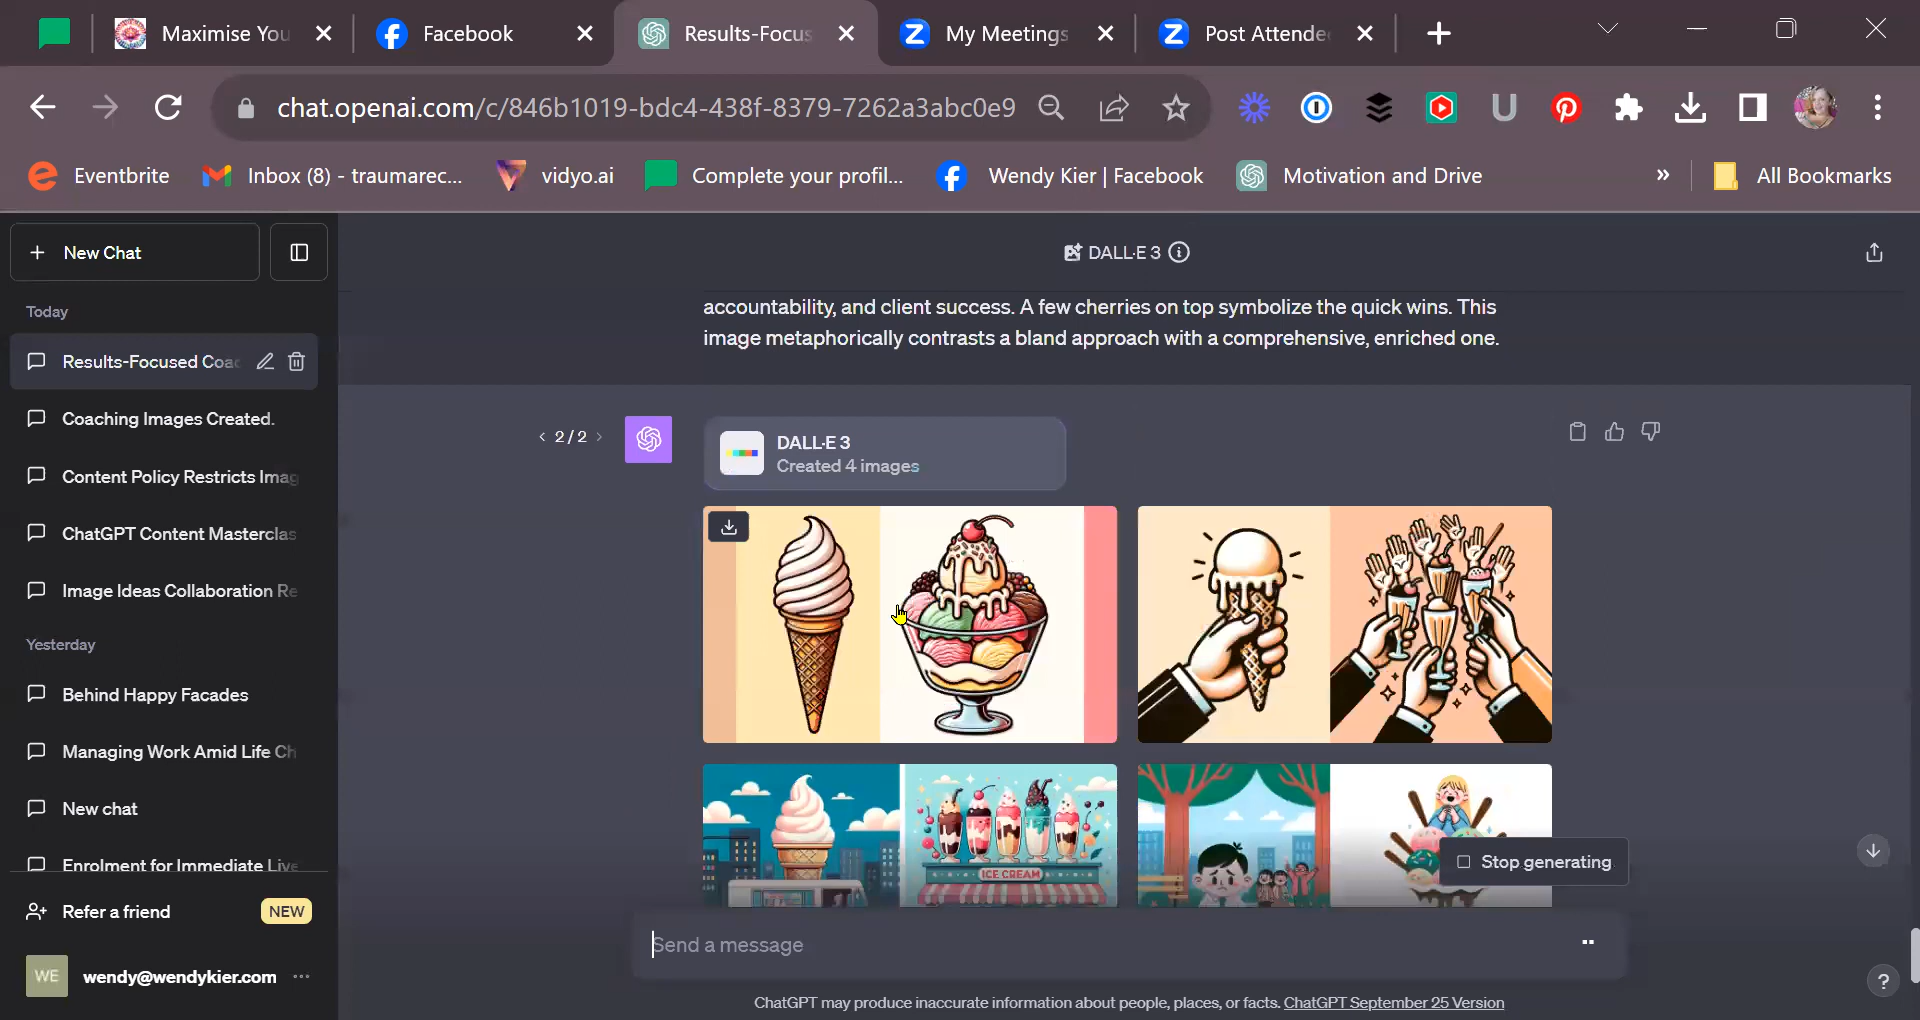 Maximise You
Facebook
Results-Focus
My Meetings
Post Attende
chat.openai.com/c/846b1019-bdc4-438f-8379-7262a3abc0e9
Eventbrite
Inbox (8) - traumarec...
vidyo.ai
Complete your profil...
Wendy Kier | Facebook
Motivation and Drive
»
All Bookmarks
+ New Chat
DALL·E 3
Today
accountability, and client success. A few cherries on top symbolize the quick wins. This
image metaphorically contrasts a bland approach with a comprehensive, enriched one.
Results-Focused Coac
Coaching Images Created.
Content Policy Restricts Imag
ChatGPT Content Masterclas
Image Ideas Collaboration Re
Yesterday
Behind Happy Facades
Managing Work Amid Life Ch
New chat
Enrolment for Immediate Live
Refer a friend
NEW
WE
wendy@wendykier.com
< 2 / 2 >
DALL·E 3
Created 4 images
ICE CREAM
Stop generating
Send a message
?
ChatGPT may produce inaccurate information about people, places, or facts. ChatGPT September 25 Version